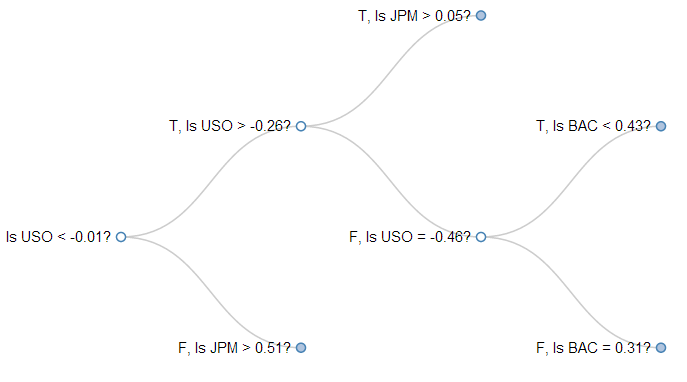 T, Is JPM > 0.05?
T, Is USO > -0.26?
T, Is BAC < 0.43?
Is USO < -0.01?
F, Is USO = -0.46?
F, Is JPM > 0.51?
F, Is BAC = 0.31?